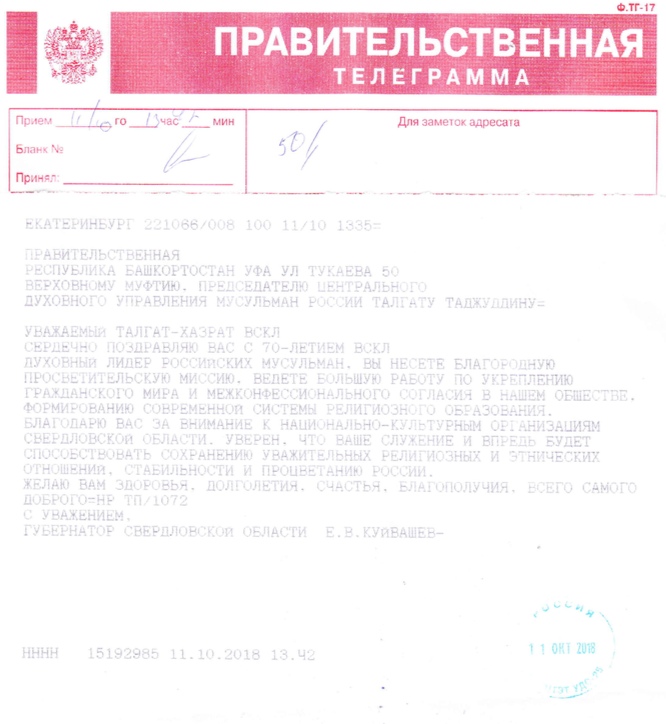 Ф.ТГ-17
ПРАВИТЕЛЬСТВЕННАЯ
ТЕЛЕГРАММА
Прием 11/10 го 13 час 42 мин
Бланк №
Принял:
50/
Для заметок адресата
ЕКАТЕРИНБУРГ 221066/008 100 11/10 1335=
ПРАВИТЕЛЬСТВЕННАЯ
РЕСПУБЛИКА БАШКОРТОСТАН УФА УЛ ТУКАЕВА 50
ВЕРХОВНОМУ МУФТИЮ. ПРЕДСЕДАТЕЛЮ ЦЕНТРАЛЬНОГО
ДУХОВНОГО УПРАВЛЕНИЯ МУСУЛЬМАН РОССИИ ТАЛГАТУ ТАДЖУДДИНУ=
УВАЖАЕМЫЙ ТАЛГАТ-ХАЗРАТ ВСКЛ
СЕРДЕЧНО ПОЗДРАВЛЯЮ ВАС С 70-ЛЕТИЕМ ВСКЛ
ДУХОВНЫЙ ЛИДЕР РОССИЙСКИХ МУСУЛЬМАН. ВЫ НЕСЕТЕ БЛАГОРОДНУЮ
ПРОСВЕТИТЕЛЬСКУЮ МИССИЮ. ВЕДЕТЕ БОЛЬШУЮ РАБОТУ ПО УКРЕПЛЕНИЮ
ГРАЖДАНСКОГО МИРА И МЕЖКОНФЕССИОНАЛЬНОГО СОГЛАСИЯ В НАШЕМ ОБЩЕСТВЕ.
ФОРМИРОВАНИЮ СОВРЕМЕННОЙ СИСТЕМЫ РЕЛИГИОЗНОГО ОБРАЗОВАНИЯ.
БЛАГОДАРЮ ВАС ЗА ВНИМАНИЕ К НАЦИОНАЛЬНО-КУЛЬТУРНЫМ ОРГАНИЗАЦИЯМ
СВЕРДЛОВСКОЙ ОБЛАСТИ. УВЕРЕН. ЧТО ВАШЕ СЛУЖЕНИЕ И ВПРЕДЬ БУДЕТ
СПОСОБСТВОВАТЬ СОХРАНЕНИЮ УВАЖИТЕЛЬНЫХ РЕЛИГИОЗНЫХ И ЭТНИЧЕСКИХ
ОТНОШЕНИЙ. СТАБИЛЬНОСТИ И ПРОЦВЕТАНИЮ РОССИИ.
ЖЕЛАЮ ВАМ ЗДОРОВЬЯ. ДОЛГОЛЕТИЯ. СЧАСТЬЯ. БЛАГОПОЛУЧИЯ. ВСЕГО САМОГО
ДОБРОГО=НР ТП/1072
С УВАЖЕНИЕМ.
ГУБЕРНАТОР СВЕРДЛОВСКОЙ ОБЛАСТИ Е.В.КУЙВАШЕВ-
РОССИЯ
11 ОКТ 2018
НННН 15192985 11.10.2018 13.42